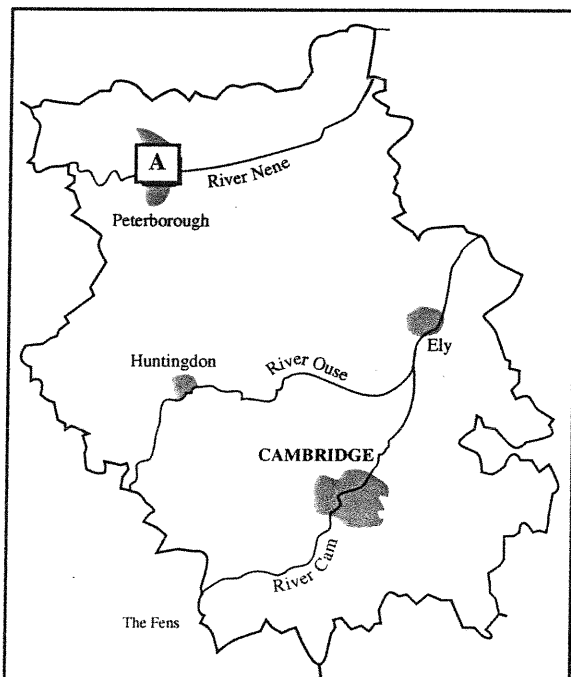 A
River Nene
Peterborough
Ely
Huntingdon
River Ouse
CAMBRIDGE
River Cam
The Fens